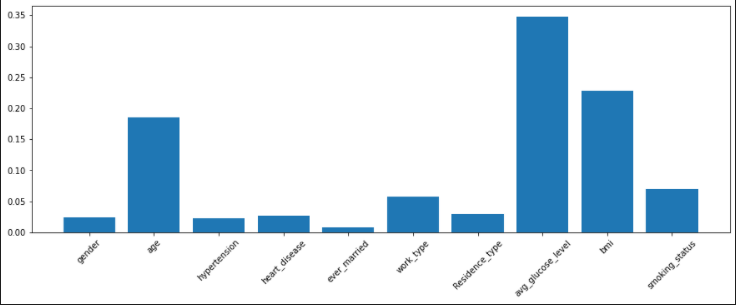 0.35
0.30
0.25
0.20
0.15
0.10
0.05
0.00
gender
age
hypertension
heart_disease
ever_married
work_type
Residence_type
avg_glucose_level
bmi
smoking_status